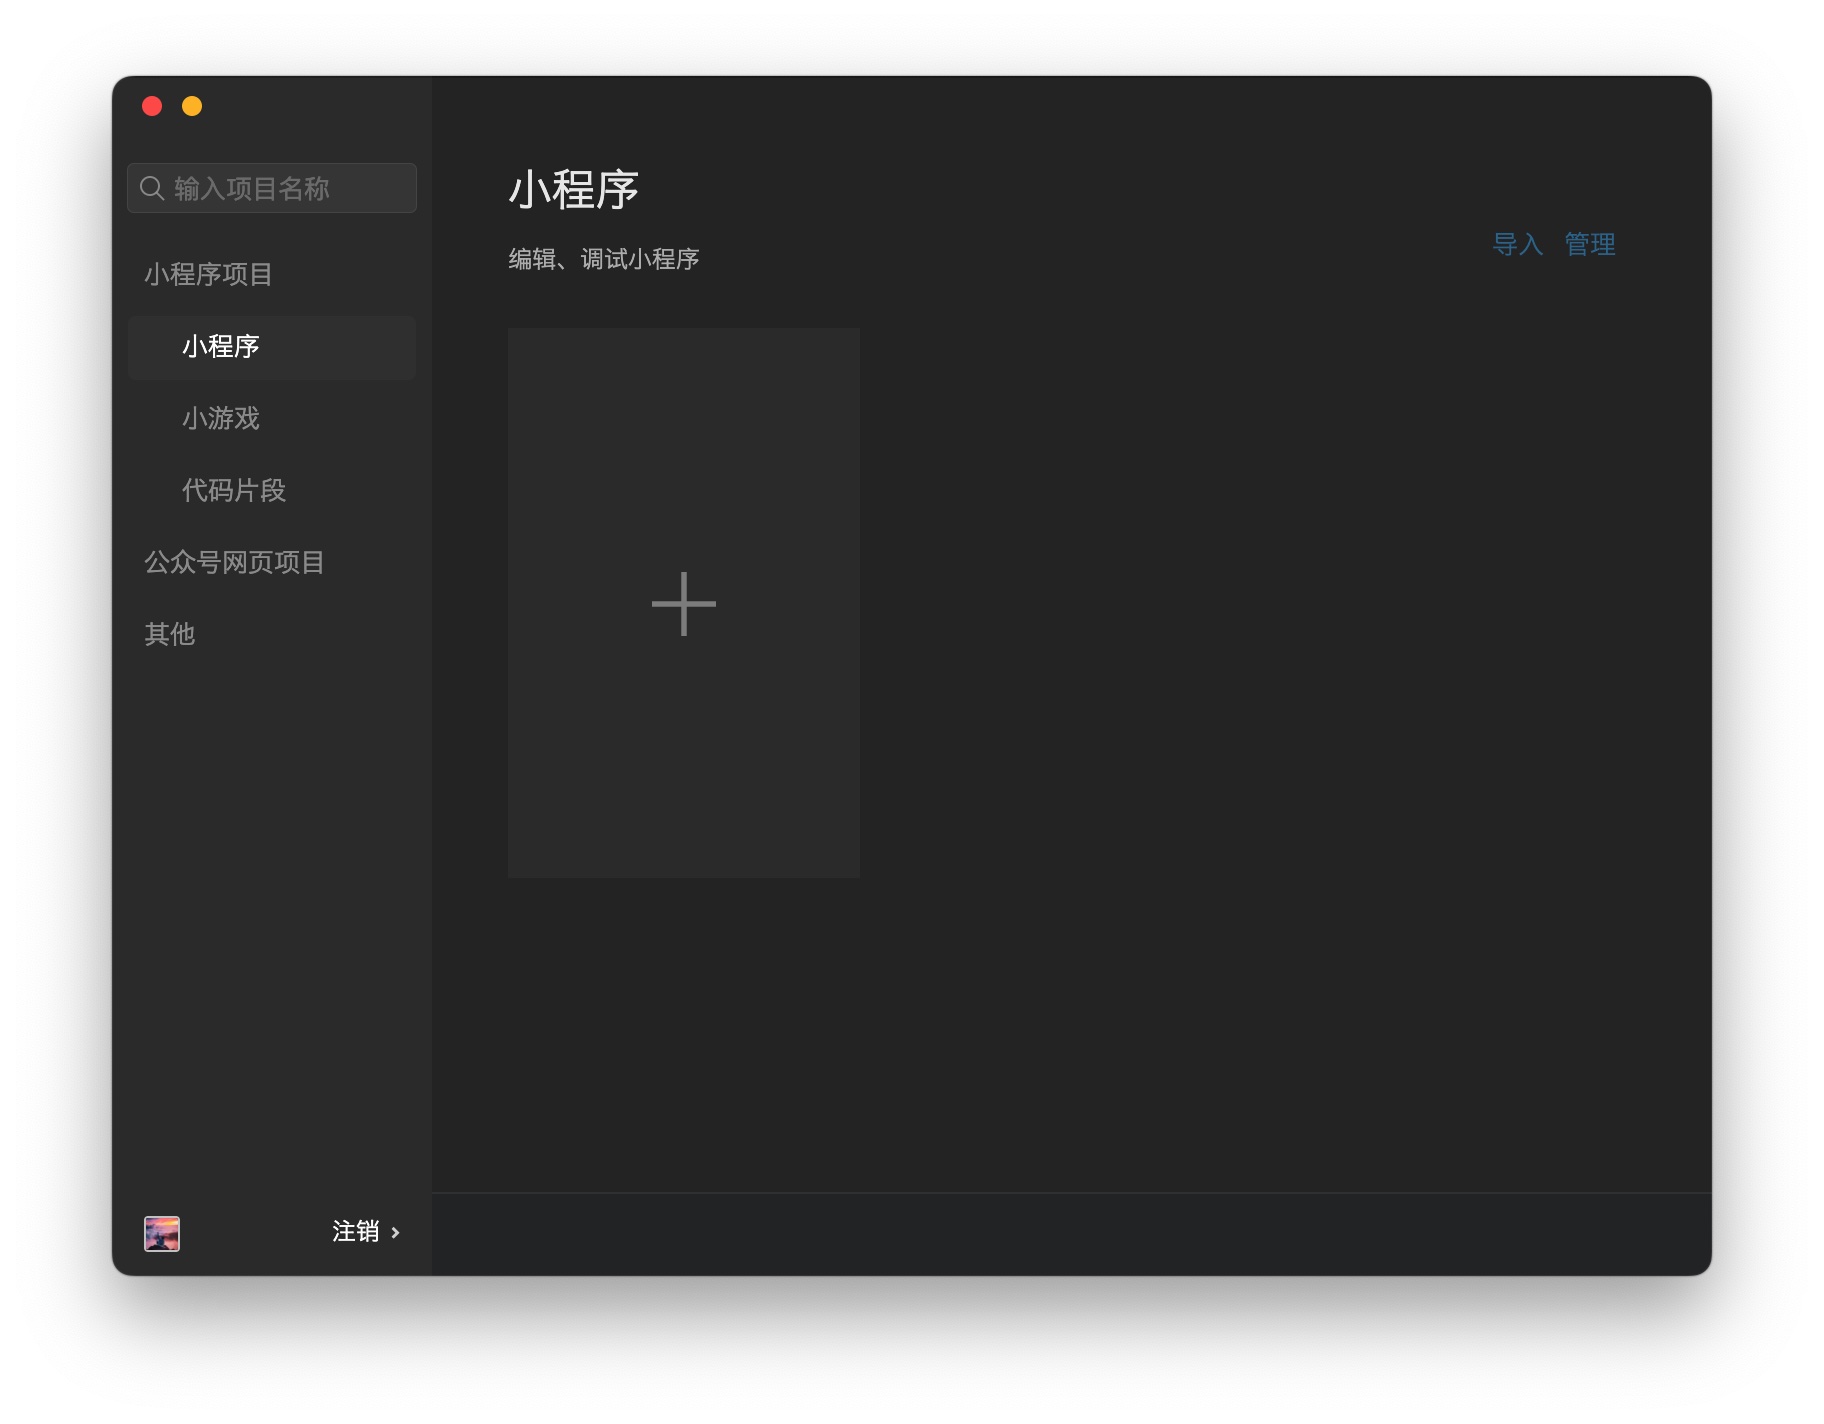 输入项目名称
小程序项目
小程序
小游戏
代码片段
公众号网页项目
其他
注销
小程序
编辑、调试小程序
导入 管理